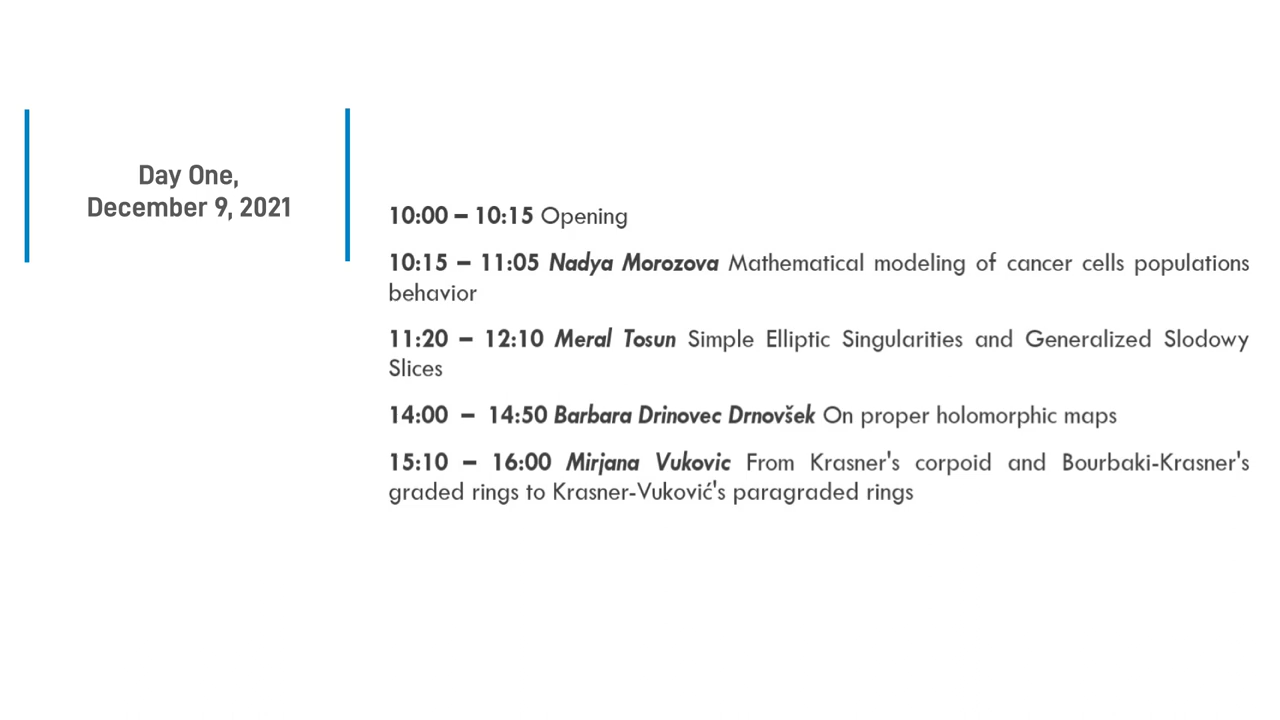 Day One,
December 9, 2021
10:00 – 10:15 Opening
10:15 – 11:05 Nadya Morozova Mathematical modeling of cancer cells populations
behavior
11:20 – 12:10 Meral Tosun Simple Elliptic Singularities and Generalized Slodowy
Slices
14:00 – 14:50 Barbara Drinovec Drnovšek On proper holomorphic maps
15:10 – 16:00 Mirjana Vukovic From Krasner's corpoid and Bourbaki-Krasner's
graded rings to Krasner-Vuković's paragraded rings